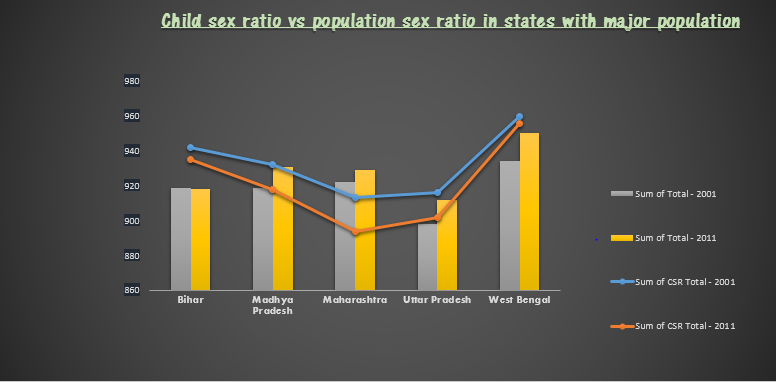 Child sex ratio vs population sex ratio in states with major population
980
960
940
920
900
880
860
Bihar
Madhya
Pradesh
Maharashtra
Uttar Pradesh
West Bengal
Sum of Total - 2001
Sum of Total - 2011
Sum of CSR Total - 2001
Sum of CSR Total - 2011